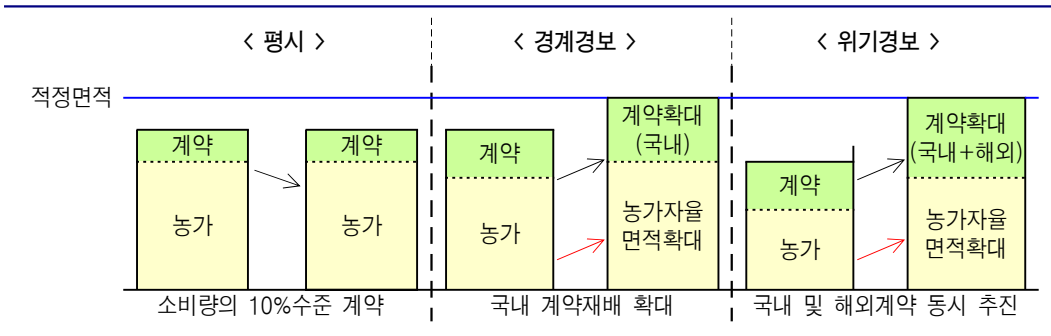 < 평시 >
< 경계경보 >
< 위기경보 >
적정면적
계약
농가
계약
농가
계약
농가
계약확대
(국내)
농가자율
면적확대
계약
농가
계약확대
(국내+해외)
농가자율
면적확대
소비량의 10%수준 계약
국내 계약재배 확대
국내 및 해외계약 동시 추진